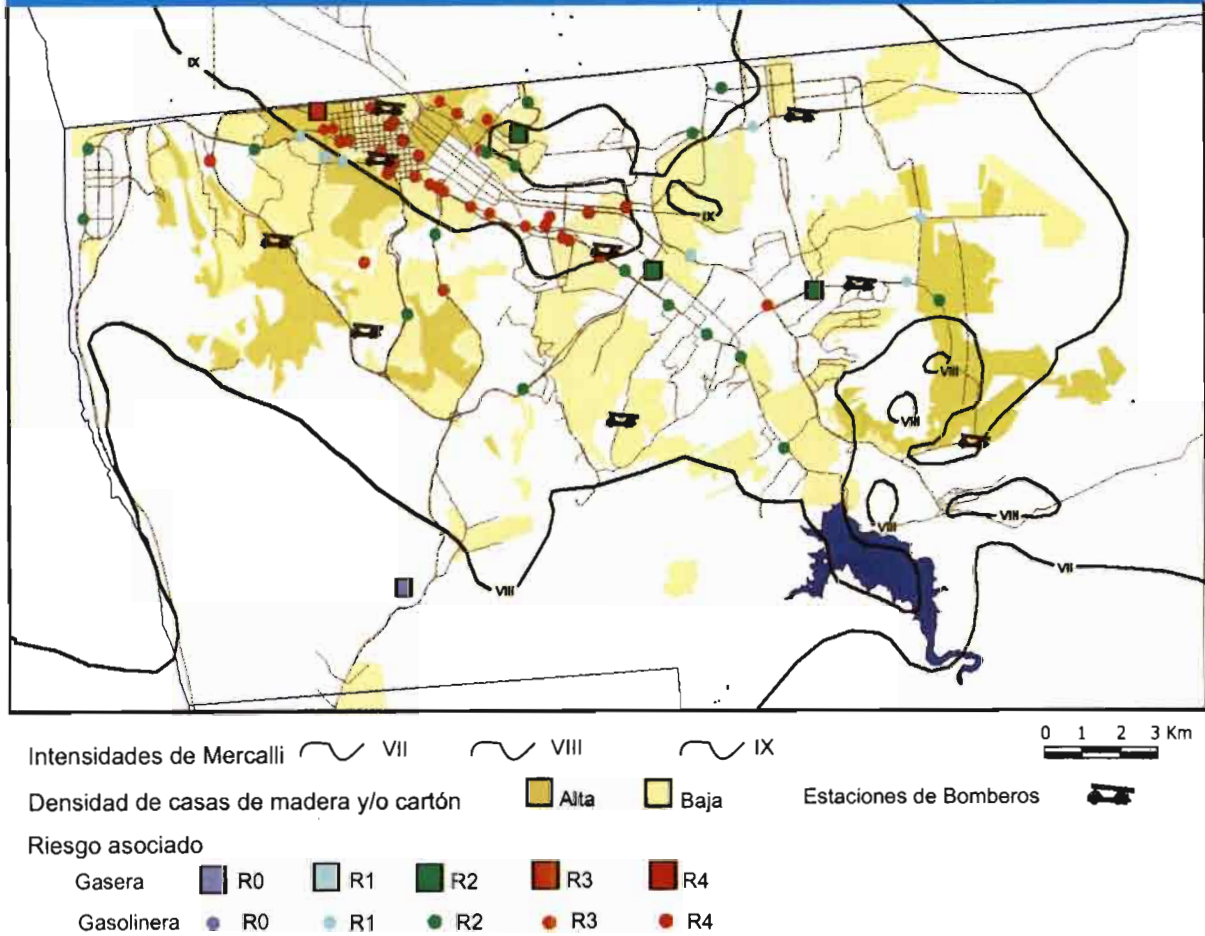 IX
IX
VIII
VIII
VIII
VIII
VII
VIII
Intensidades de Mercalli VII VIII IX
0 1 2 3 Km
Densidad de casas de madera y/o cartón Alta Baja Estaciones de Bomberos
Riesgo asociado
Gasera R0 R1 R2 R3 R4
Gasolinera R0 R1 R2 R3 R4